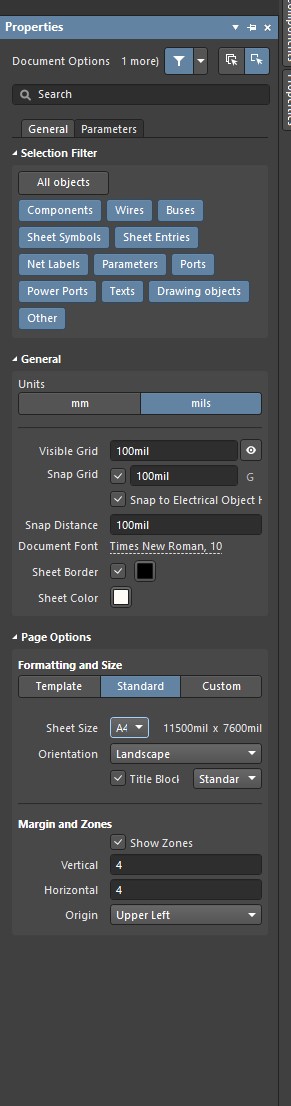 Properties
Document Options 1 more)
Search
General Parameters
Selection Filter
All objects
Components Wires Buses
Sheet Symbols Sheet Entries
Net Labels Parameters Ports
Power Ports Texts Drawing objects
Other
General
Units
mm mils
Visible Grid 100mil
Snap Grid 100mil G
Snap to Electrical Object H
Snap Distance 100mil
Document Font Times New Roman, 10
Sheet Border
Sheet Color
Page Options
Formatting and Size
Template Standard Custom
Sheet Size A4 11500mil x 7600mil
Orientation Landscape
Title Block Standar
Margin and Zones
Show Zones
Vertical 4
Horizontal 4
Origin Upper Left
omponents
Properties